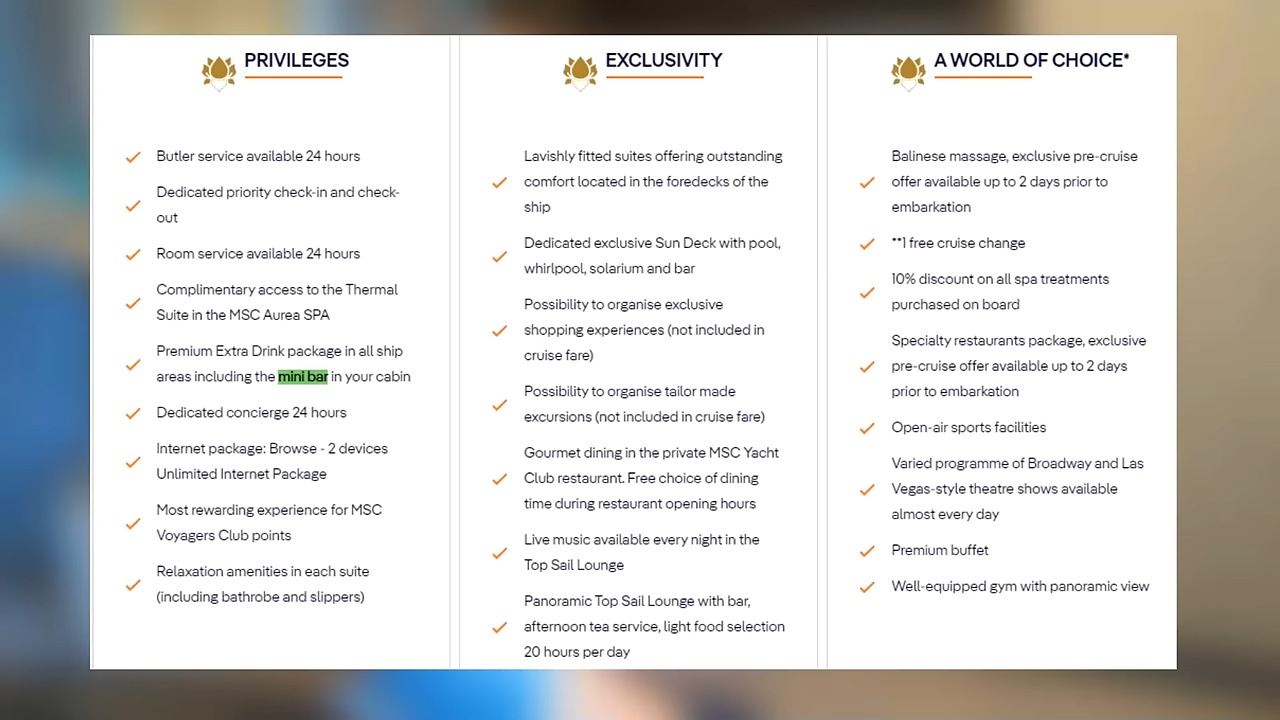 PRIVILEGES
Butler service available 24 hours
Dedicated priority check-in and check-
out
Room service available 24 hours
Complimentary access to the Thermal
Suite in the MSC Aurea SPA
Premium Extra Drink package in all ship
areas including the mini bar in your cabin
Dedicated concierge 24 hours
Internet package: Browse - 2 devices
Unlimited Internet Package
Most rewarding experience for MSC
Voyagers Club points
Relaxation amenities in each suite
(including bathrobe and slippers)
EXCLUSIVITY
Lavishly fitted suites offering outstanding
comfort located in the foredecks of the
ship
Dedicated exclusive Sun Deck with pool,
whirlpool, solarium and bar
Possibility to organise exclusive
shopping experiences (not included in
cruise fare)
Possibility to organise tailor made
excursions (not included in cruise fare)
Gourmet dining in the private MSC Yacht
Club restaurant. Free choice of dining
time during restaurant opening hours
Live music available every night in the
Top Sail Lounge
Panoramic Top Sail Lounge with bar,
afternoon tea service, light food selection
20 hours per day
A WORLD OF CHOICE*
Balinese massage, exclusive pre-cruise
offer available up to 2 days prior to
embarkation
**1 free cruise change
10% discount on all spa treatments
purchased on board
Specialty restaurants package, exclusive
pre-cruise offer available up to 2 days
prior to embarkation
Open-air sports facilities
Varied programme of Broadway and Las
Vegas-style theatre shows available
almost every day
Premium buffet
Well-equipped gym with panoramic view